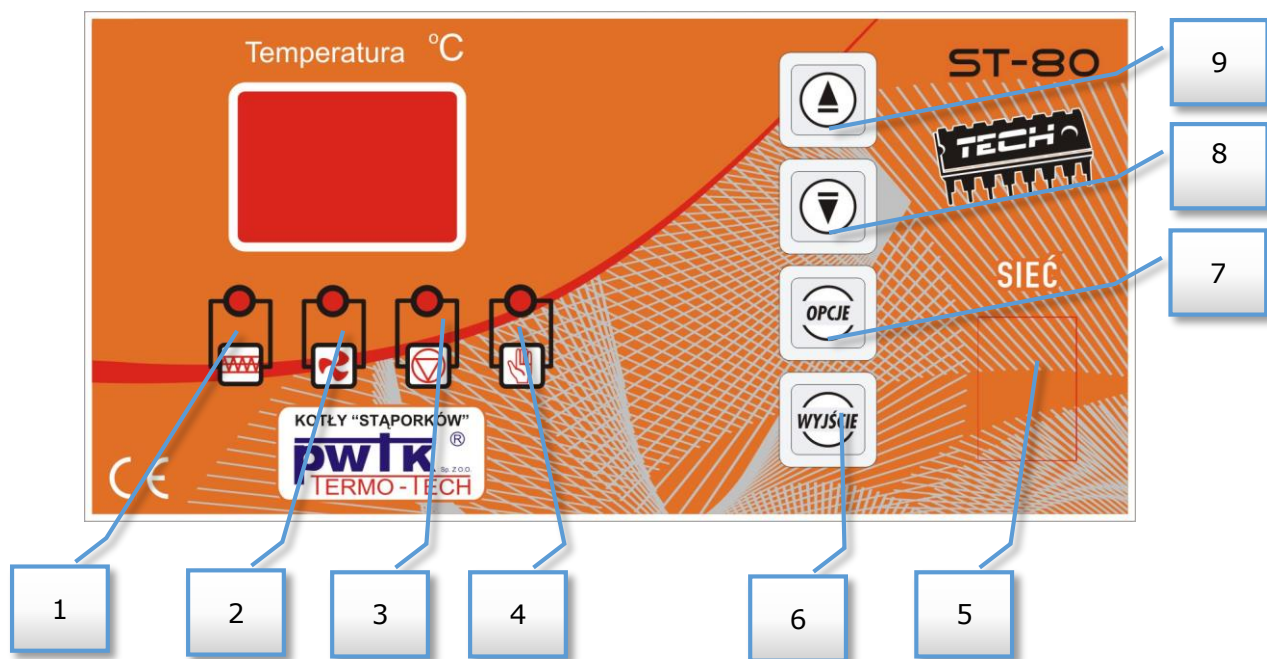 Temperatura °C
ST-80
TECH
SIEĆ
OPCJE
WYJŚCIE
KOTŁY “STĄPORKÓW”
pwtk ®
Sp. Z O.O.
TERMO-TECH
CE
9
8
7
1
2
3
4
6
5